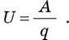 U = A/q .